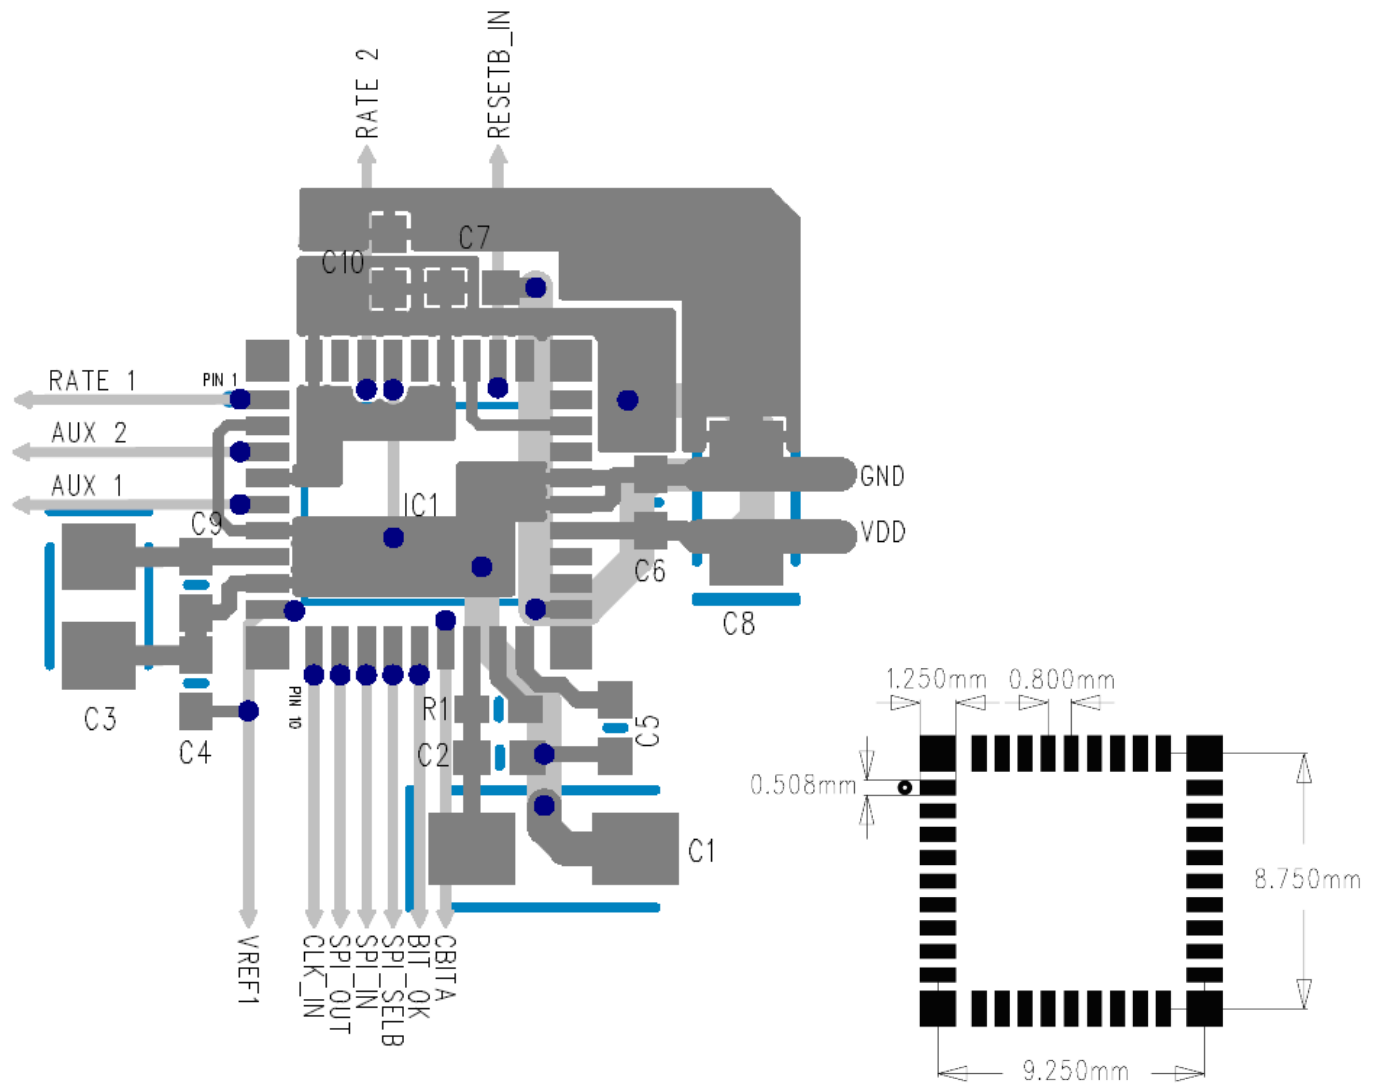 RATE 2
RESETB_IN
C7
C10
RATE 1
PIN 1
AUX 2
AUX 1
C9
IC1
GND
VDD
C6
C8
C3
C4
PIN 10
R1
C2
C5
C1
VREF1
CLK_IN
SPI_OUT
SPI_IN
SPI_SELB
BIT_OK
CBITA
1.250mm
0.800mm
0.508mm
8.750mm
9.250mm